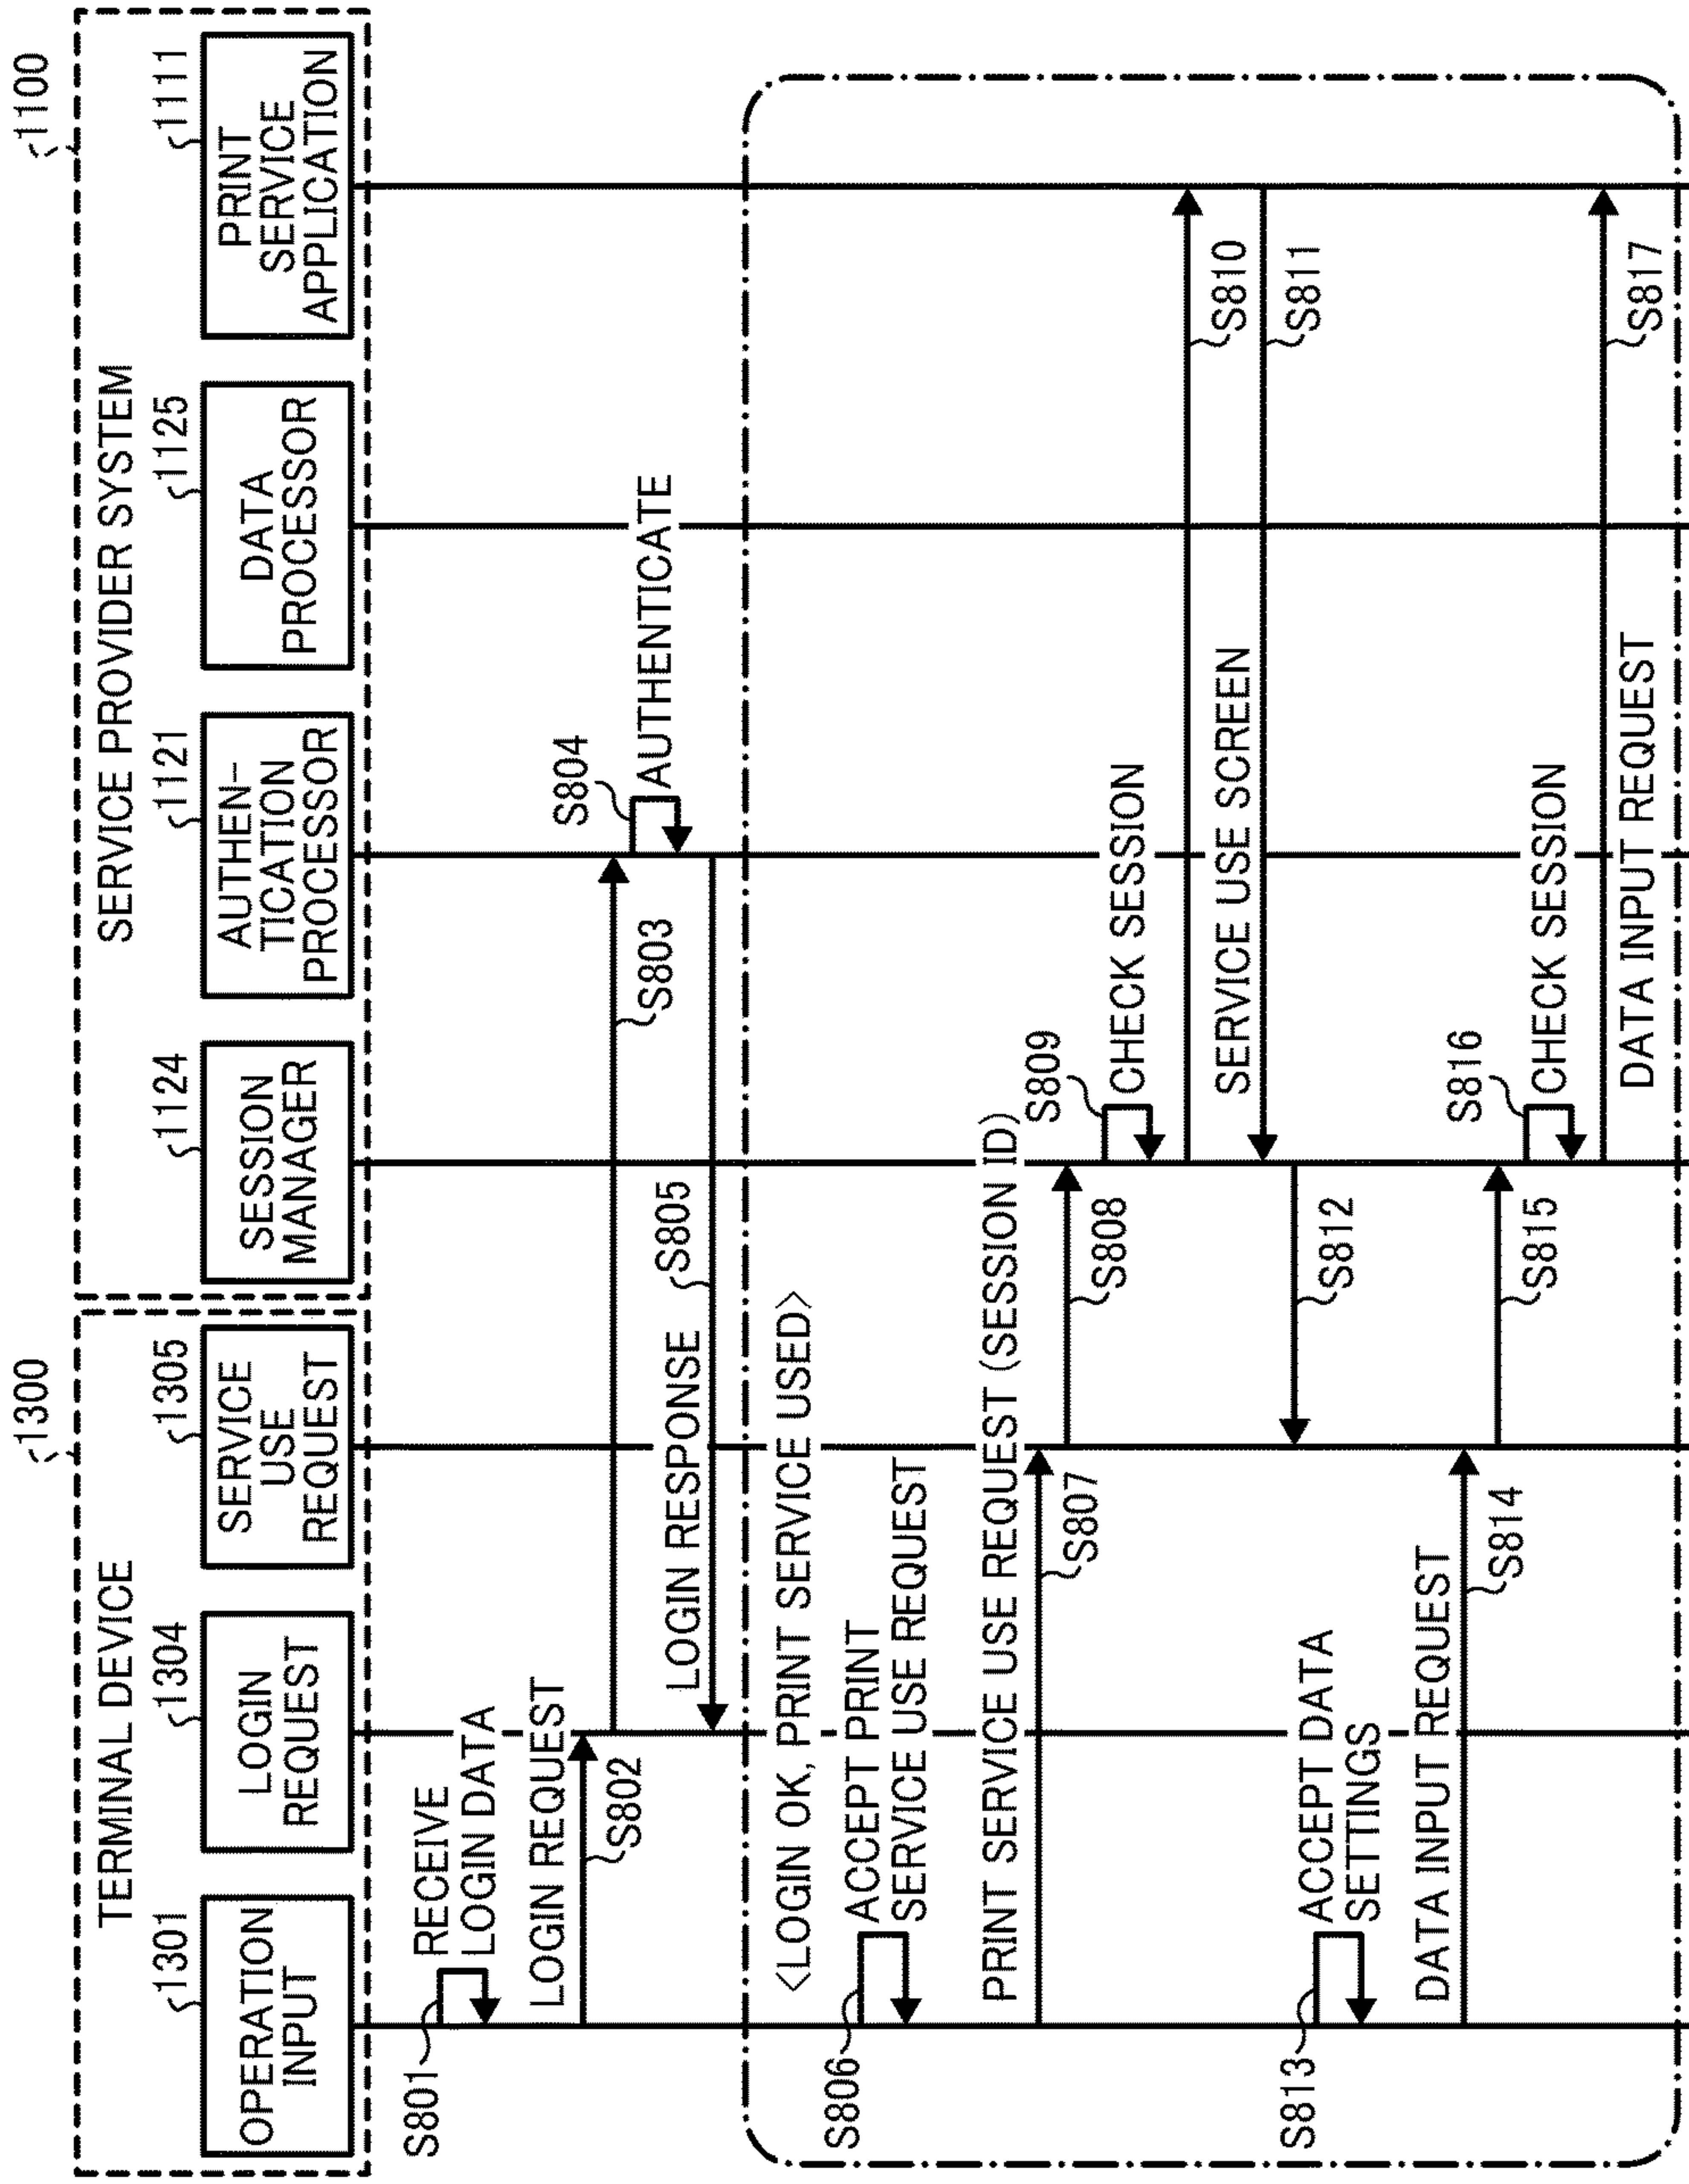 1300
1100
TERMINAL DEVICE
SERVICE PROVIDER SYSTEM
1301
1304
1305
1124
1121
1125
1111
OPERATION
INPUT
LOGIN
REQUEST
SERVICE
USE
REQUEST
SESSION
MANAGER
AUTHEN-
TICATION
PROCESSOR
DATA
PROCESSOR
PRINT
SERVICE
APPLICATION
S801
RECEIVE
LOGIN DATA
LOGIN REQUEST
S802
S803
S804
AUTHENTICATE
LOGIN RESPONSE
S805
<LOGIN OK, PRINT SERVICE USED>
S806
ACCEPT PRINT
SERVICE USE REQUEST
PRINT SERVICE USE REQUEST (SESSION ID)
S807
S808
S809
CHECK SESSION
S810
SERVICE USE SCREEN
S811
S812
S813
ACCEPT DATA
SETTINGS
DATA INPUT REQUEST
S814
S815
S816
CHECK SESSION
DATA INPUT REQUEST
S817